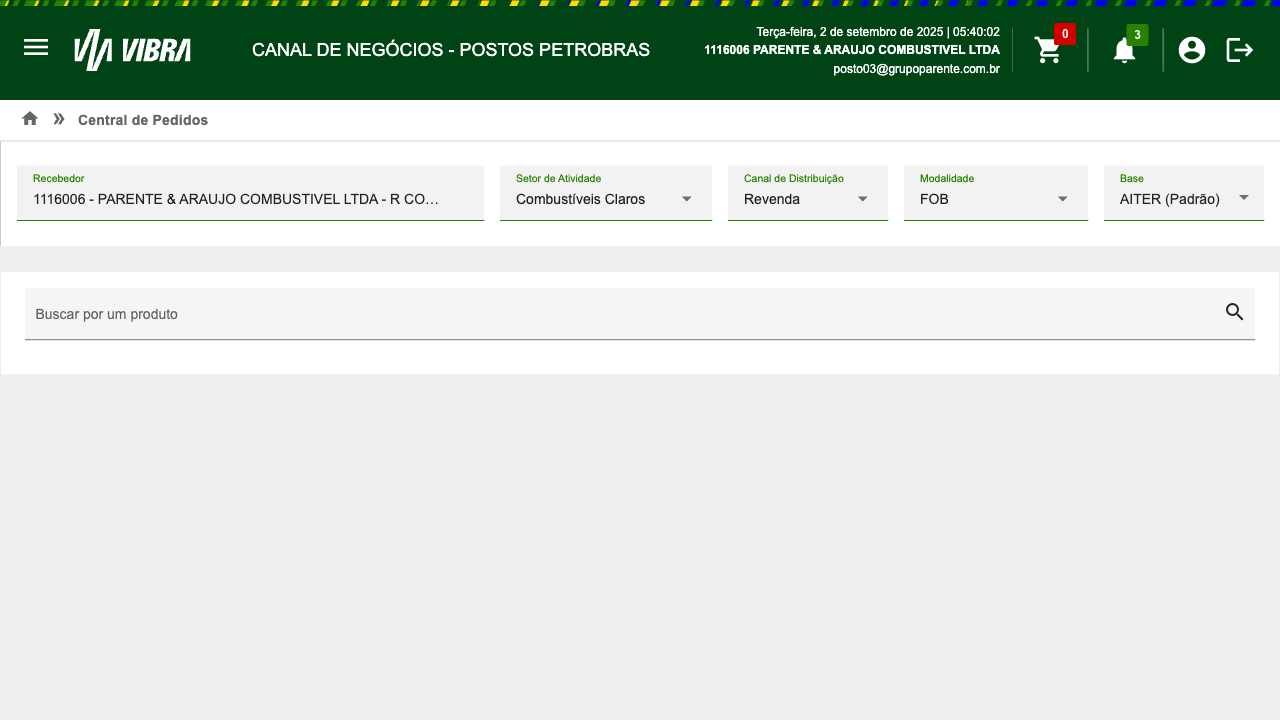 VIBRA
CANAL DE NEGÓCIOS - POSTOS PETROBRAS
Terça-feira, 2 de setembro de 2025 | 05:40:02
1116006 PARENTE & ARAUJO COMBUSTIVEL LTDA
posto03@grupoparente.com.br
0
3
Central de Pedidos
Recebedor
1116006 - PARENTE & ARAUJO COMBUSTIVEL LTDA - R CO…
Setor de Atividade
Combustíveis Claros
Canal de Distribuição
Revenda
Modalidade
FOB
Base
AITER (Padrão)
Buscar por um produto